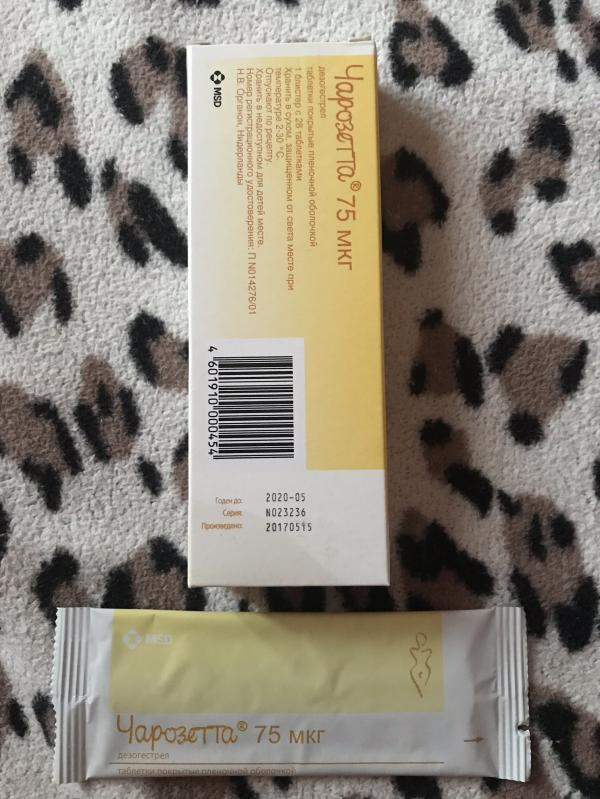 Чарозетта® 75 мкг
дезогестрел
таблетки покрытые пленочной оболочкой
1 блистер с 28 таблетками
Хранить в сухом, защищенном от света месте при
температуре 2-30 °C.
Отпускают по рецепту.
Хранить в недоступном для детей месте.
Номер регистрационного удостоверения: П N014276/01
Н.В. Органон, Нидерланды
MSD
4 601910 000454
Годен до: 2020-05
Серия: N023236
Произведено: 20170515
MSD
Чарозетта® 75 мкг
дезогестрел
таблетки покрытые пленочной оболочкой